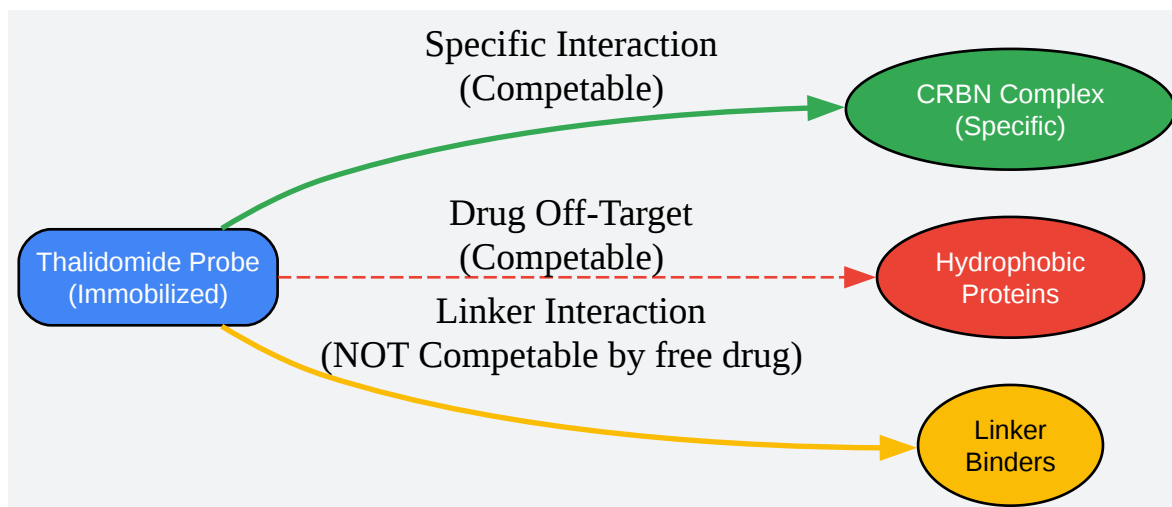 Specific Interaction
(Competable)
CRBN Complex
(Specific)
Thalidomide Probe
(Immobilized)
Drug Off-Target
(Competable)
Hydrophobic
Proteins
Linker Interaction
(NOT Competable by free drug)
Linker
Binders